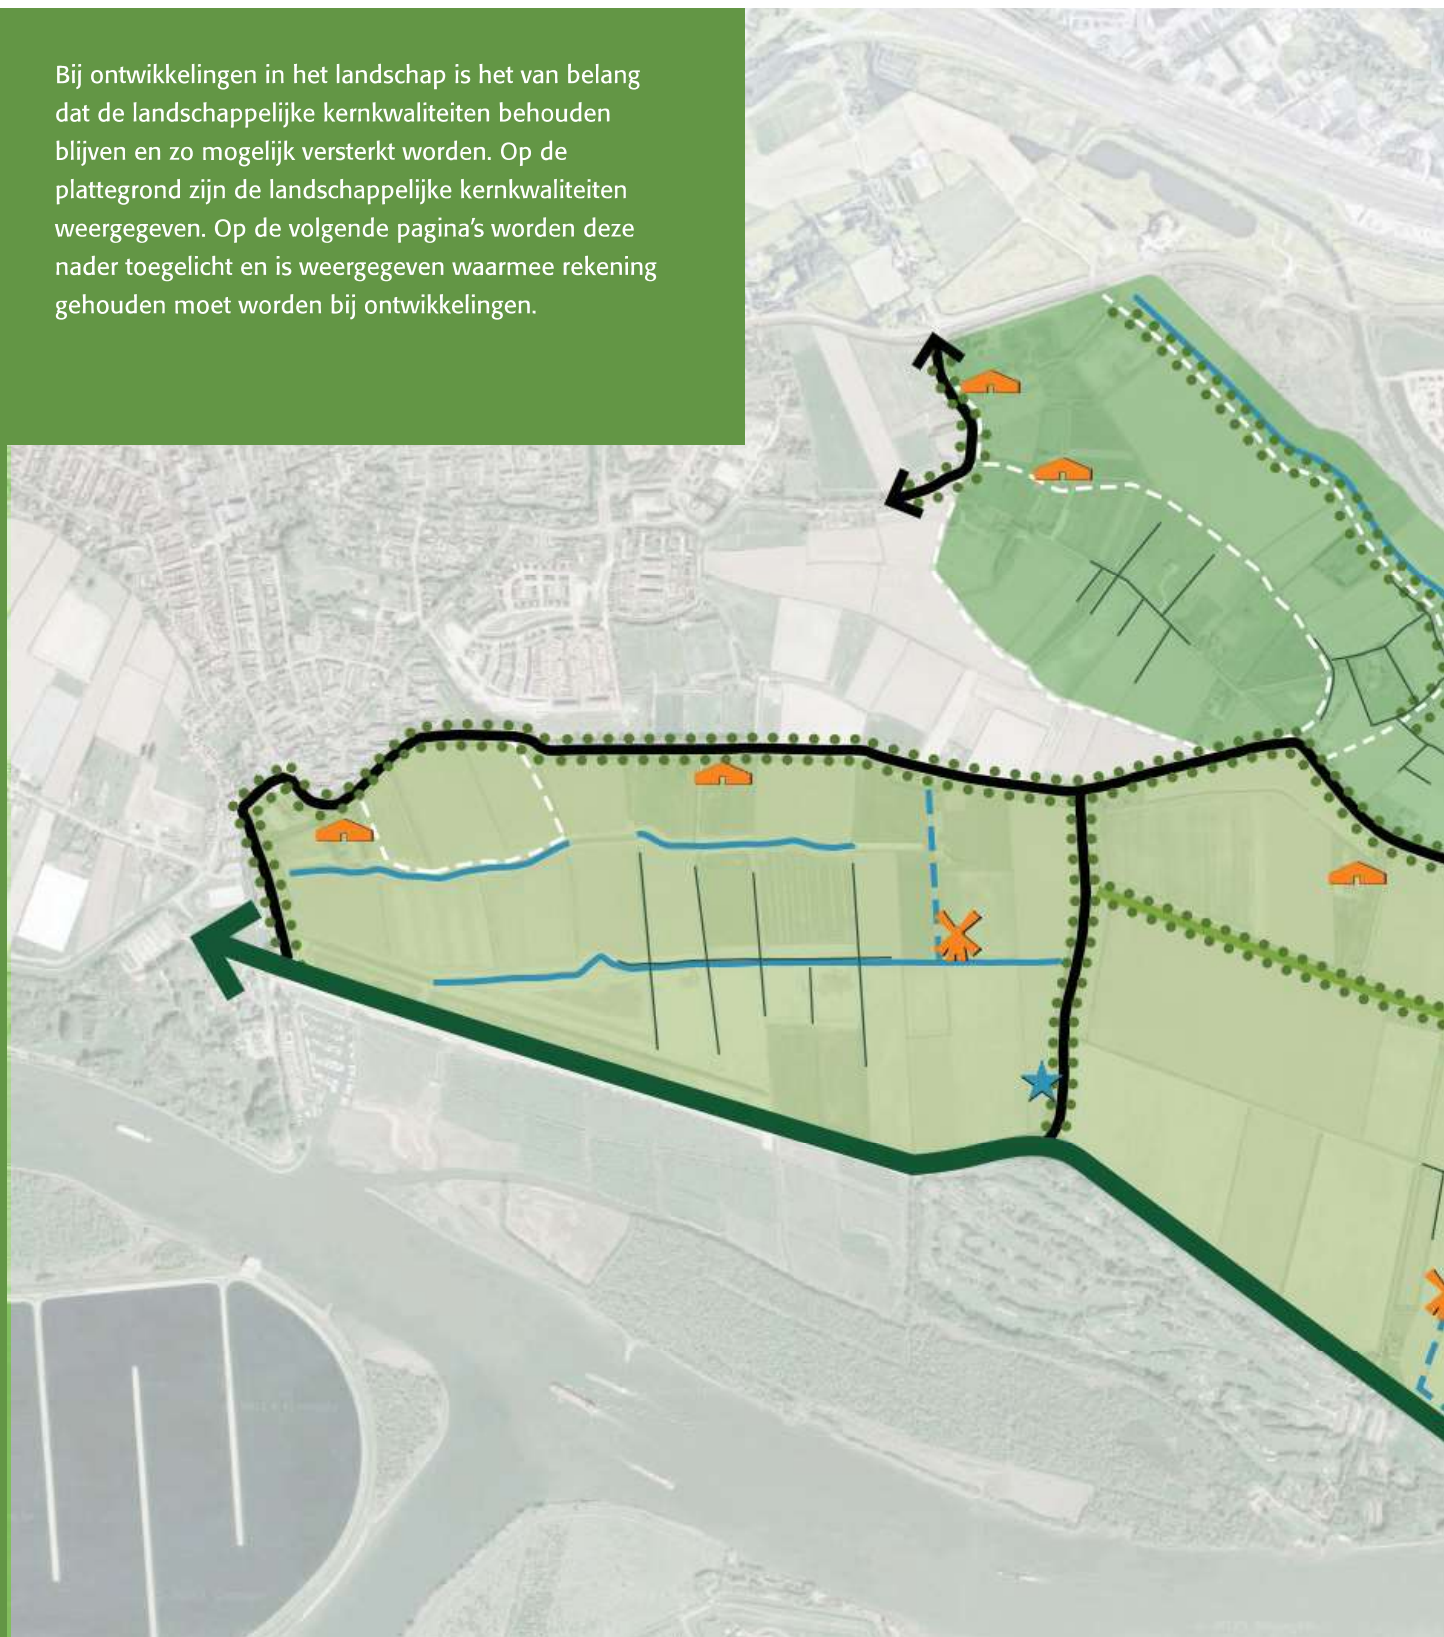 Bij ontwikkelingen in het landschap is het van belang
dat de landschappelijke kernkwaliteiten behouden
blijven en zo mogelijk versterkt worden. Op de
plattegrond zijn de landschappelijke kernkwaliteiten
weergegeven. Op de volgende pagina’s worden deze
nader toegelicht en is weergegeven waarmee rekening
gehouden moet worden bij ontwikkelingen.